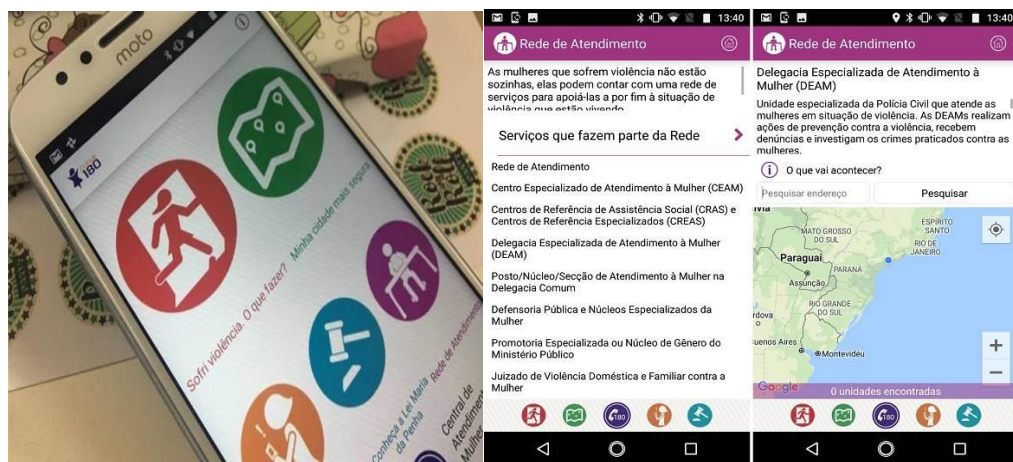 moto
180
Sofri violência. O que fazer?
Minha cidade mais segura
Conheça a Lei Maria
da Penha
Rede de Atendimento
Central de
Atendimento
Mulher
13:40
Rede de Atendimento
As mulheres que sofrem violência não estão
sozinhas, elas podem contar com uma rede de
serviços para apoiá-las a por fim à situação de
violência que estão vivendo
Serviços que fazem parte da Rede
Rede de Atendimento
Centro Especializado de Atendimento à Mulher (CEAM)
Centros de Referência de Assistência Social (CRAS) e
Centros de Referência Especializados (CREAS)
Delegacia Especializada de Atendimento à Mulher
(DEAM)
Posto/Núcleo/Secção de Atendimento à Mulher na
Delegacia Comum
Defensoria Pública e Núcleos Especializados da
Mulher
Promotoria Especializada ou Núcleo de Gênero do
Ministério Público
Juizado de Violência Doméstica e Familiar contra a
Mulher
180
13:40
Rede de Atendimento
Delegacia Especializada de Atendimento à
Mulher (DEAM)
Unidade especializada da Polícia Civil que atende as
mulheres em situação de violência. As DEAMs realizam
ações de prevenção contra a violência, recebem
denúncias e investigam os crimes praticados contra as
mulheres.
i O que vai acontecer?
Pesquisar endereço Pesquisar
ivia
MATO GROSSO
DO SUL
ESPÍRITO
SANTO
RIO DE
JANEIRO
Paraguai
PARANÁ
Assunção
RIO GRANDE
DO SUL
rdova
uenos Aires
Montevidéu
+
−
Google
0 unidades encontradas
180